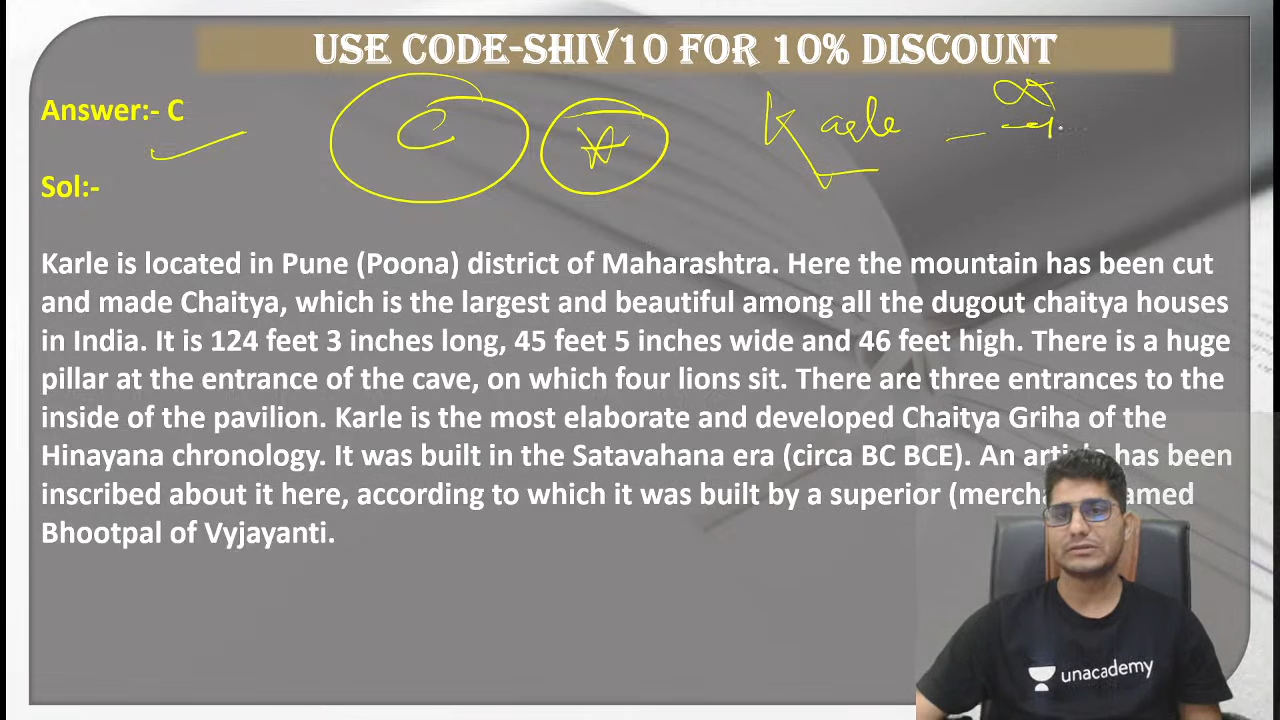 USE CODE-SHIV10 FOR 10% DISCOUNT
Answer:- C
C
Karle
Sol:-
Karle is located in Pune (Poona) district of Maharashtra. Here the mountain has been cut
and made Chaitya, which is the largest and beautiful among all the dugout chaitya houses
in India. It is 124 feet 3 inches long, 45 feet 5 inches wide and 46 feet high. There is a huge
pillar at the entrance of the cave, on which four lions sit. There are three entrances to the
inside of the pavilion. Karle is the most elaborate and developed Chaitya Griha of the
Hinayana chronology. It was built in the Satavahana era (circa BC BCE). An has been
inscribed about it here, according to which it was built by a superior
Bhootpal of Vyjayanti.
unacademy